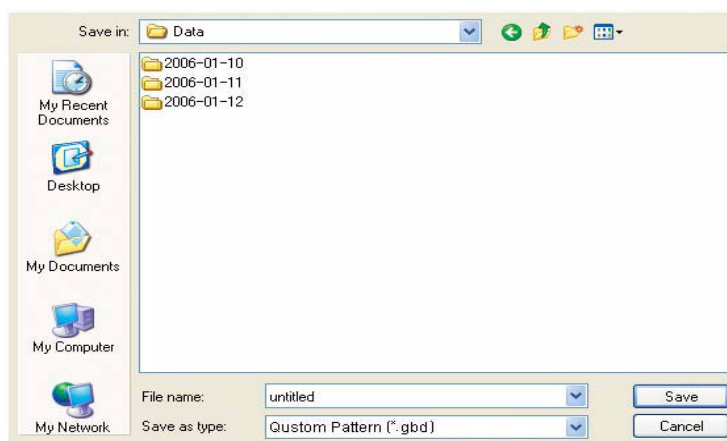 Save in: Data
2006-01-10
2006-01-11
2006-01-12
My Recent
Documents
Desktop
My Documents
My Computer
My Network
File name: untitled Save
Save as type: Qustom Pattern (*.gbd) Cancel